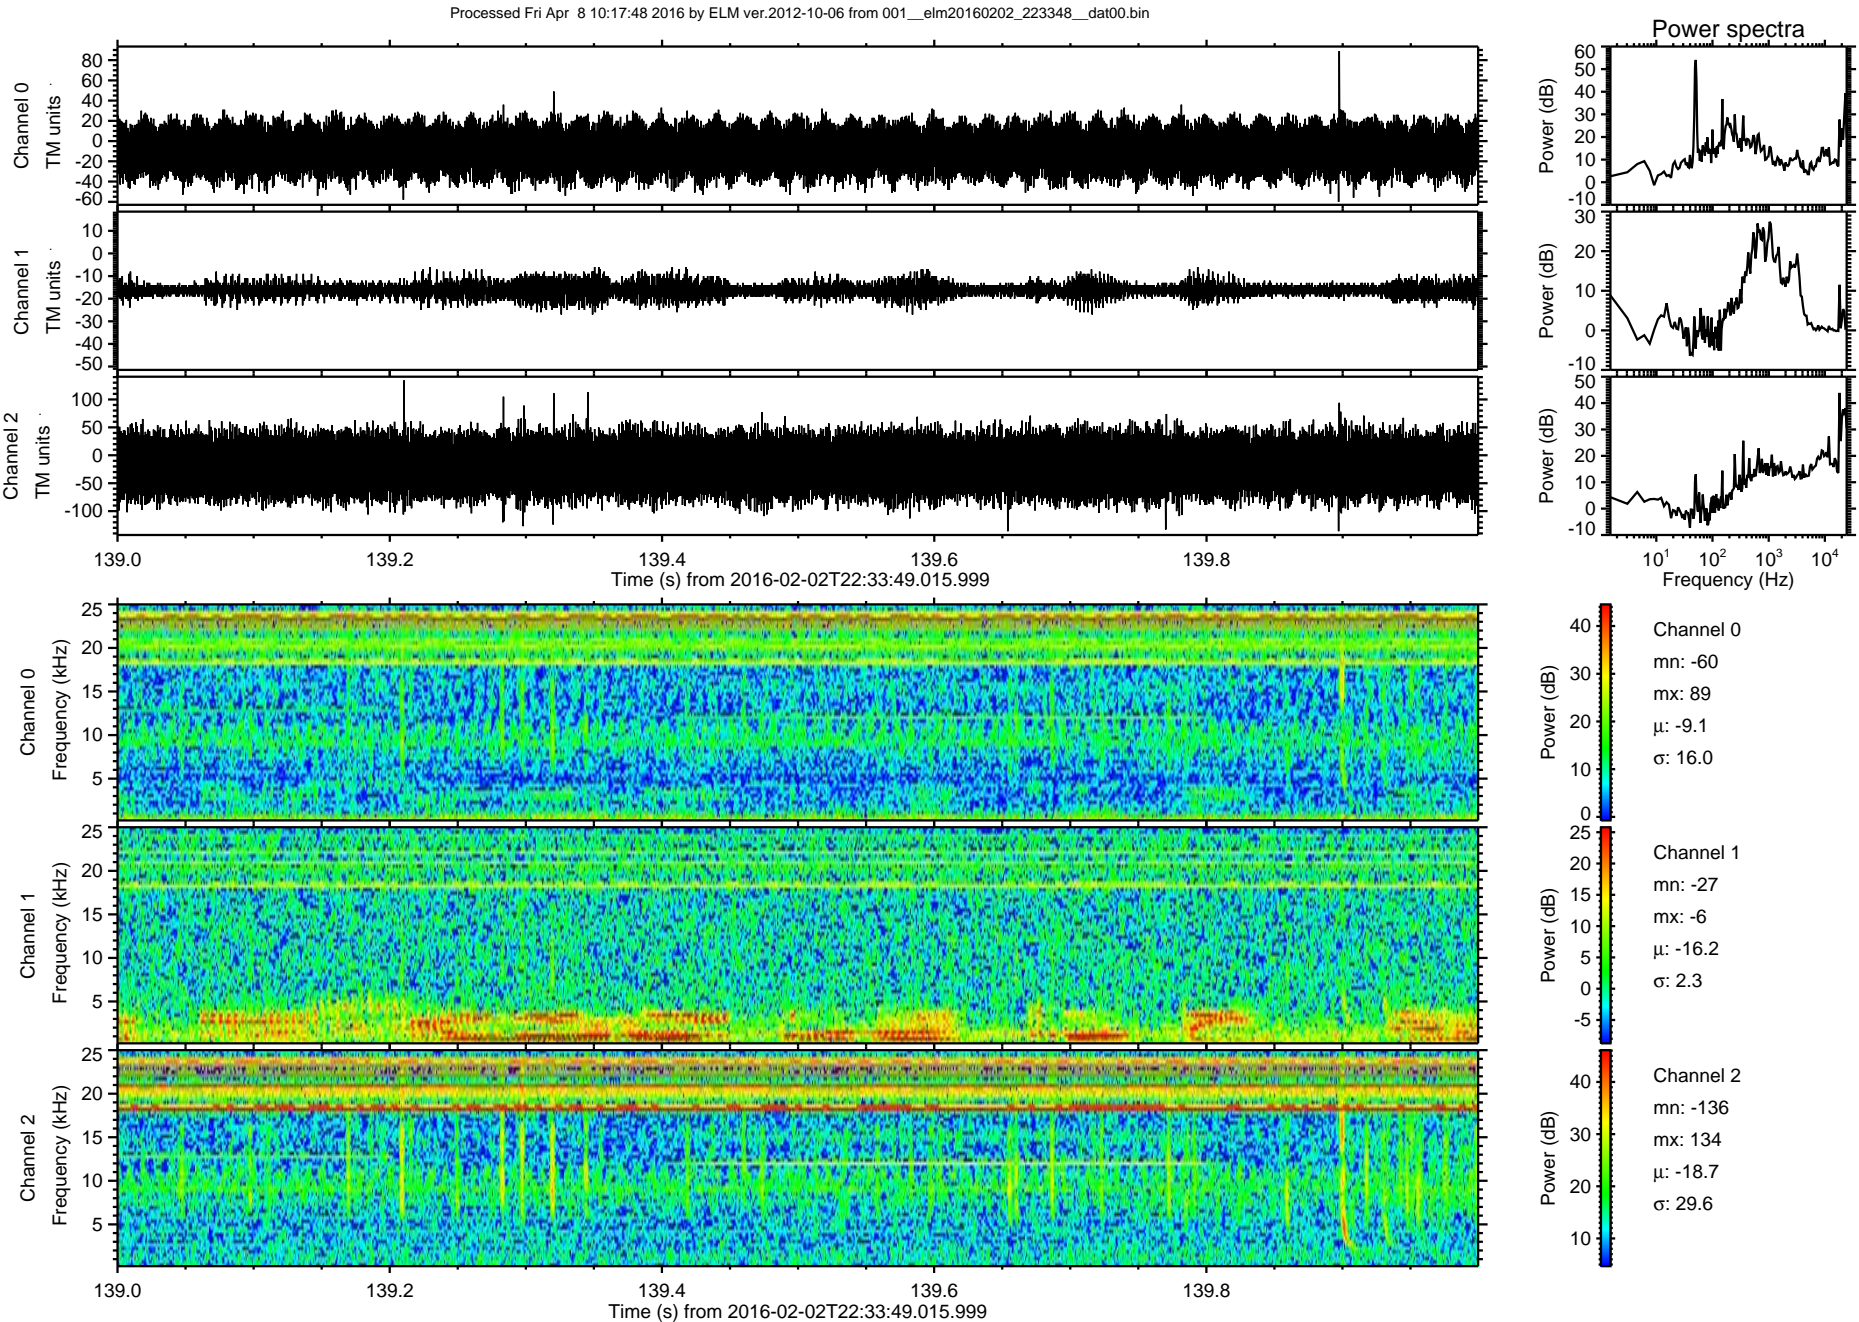 Processed Fri Apr  8 10:17:48 2016 by ELM ver.2012-10-06 from 001__elm20160202_223348__dat00.bin
Power spectra
Channel 0
TM units
80
60
40
20
0
-20
-40
-60
Power (dB)
60
50
40
30
20
10
0
-10
Channel 1
TM units
10
0
-10
-20
-30
-40
-50
Power (dB)
30
20
10
0
-10
Channel 2
TM units
100
50
0
-50
-100
Power (dB)
50
40
30
20
10
0
-10
139.0 139.2 139.4 139.6 139.8
Time (s) from 2016-02-02T22:33:49.015.999
10¹ 10² 10³ 10⁴
Frequency (Hz)
Channel 0
Frequency (kHz)
25
20
15
10
5
Power (dB)
40
30
20
10
0
Channel 0
mn: -60
mx: 89
μ: -9.1
σ: 16.0
Channel 1
Frequency (kHz)
25
20
15
10
5
Power (dB)
25
20
15
10
5
0
-5
Channel 1
mn: -27
mx: -6
μ: -16.2
σ: 2.3
Channel 2
Frequency (kHz)
25
20
15
10
5
Power (dB)
40
30
20
10
Channel 2
mn: -136
mx: 134
μ: -18.7
σ: 29.6
139.0 139.2 139.4 139.6 139.8
Time (s) from 2016-02-02T22:33:49.015.999